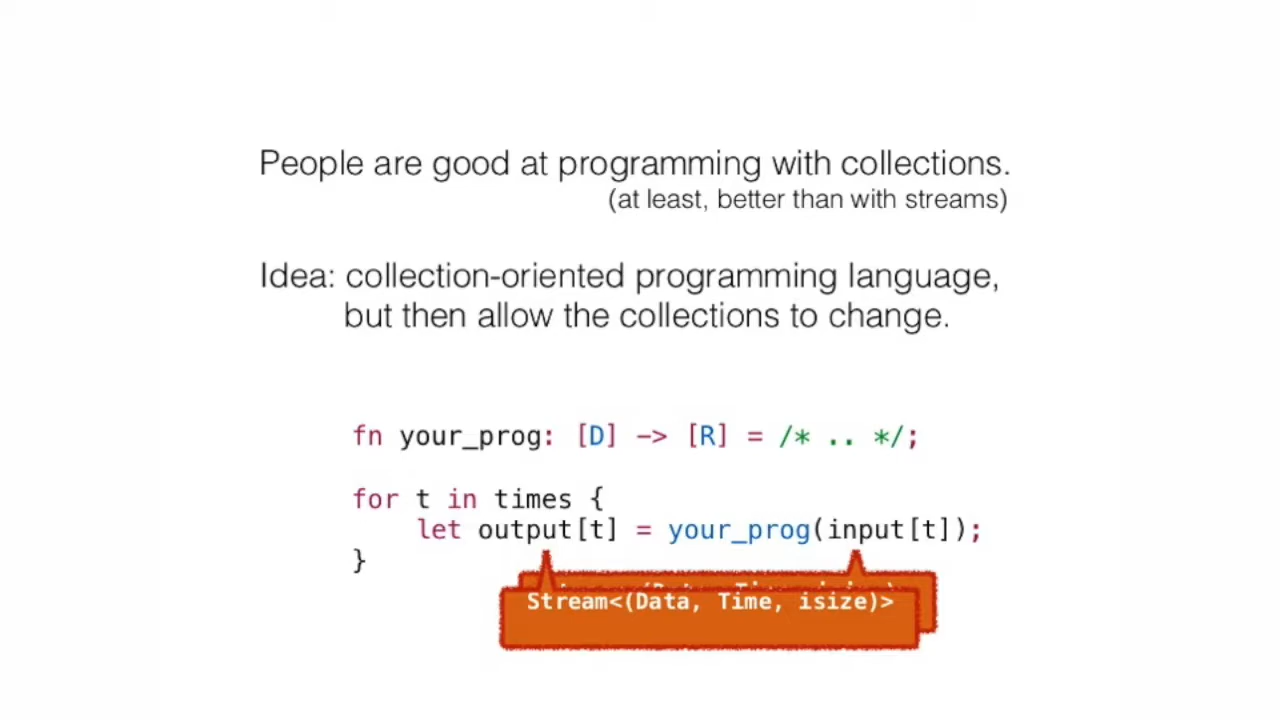 People are good at programming with collections.
(at least, better than with streams)
Idea: collection-oriented programming language,
but then allow the collections to change.
fn your_prog: [D] -> [R] = /* .. */;
for t in times {
    let output[t] = your_prog(input[t]);
}
Stream<(Data, Time, isize)>